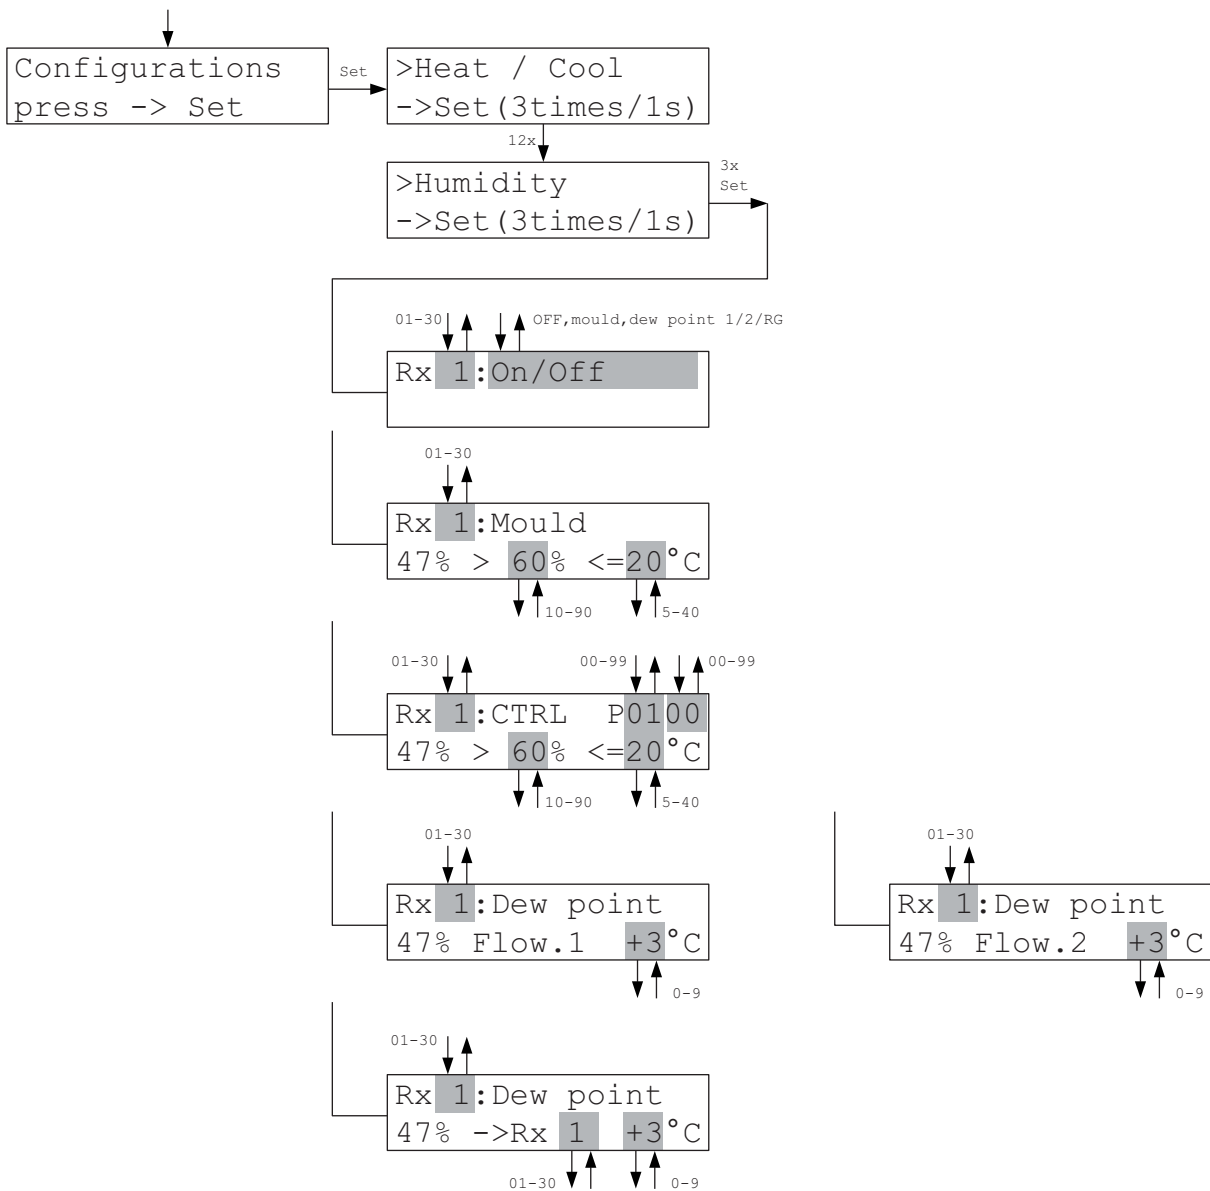 Configurations
press -> Set
Set
>Heat / Cool
->Set(3times/1s)
12x
>Humidity
->Set(3times/1s)
3x
Set
01-30
OFF,mould,dew point 1/2/RG
Rx 1:On/Off
01-30
Rx 1:Mould
47% > 60% <=20°C
10-90
5-40
01-30
00-99
00-99
Rx 1:CTRL P0100
47% > 60% <=20°C
10-90
5-40
01-30
Rx 1:Dew point
47% Flow.1 +3°C
0-9
01-30
Rx 1:Dew point
47% Flow.2 +3°C
0-9
01-30
Rx 1:Dew point
47% ->Rx 1 +3°C
01-30
0-9